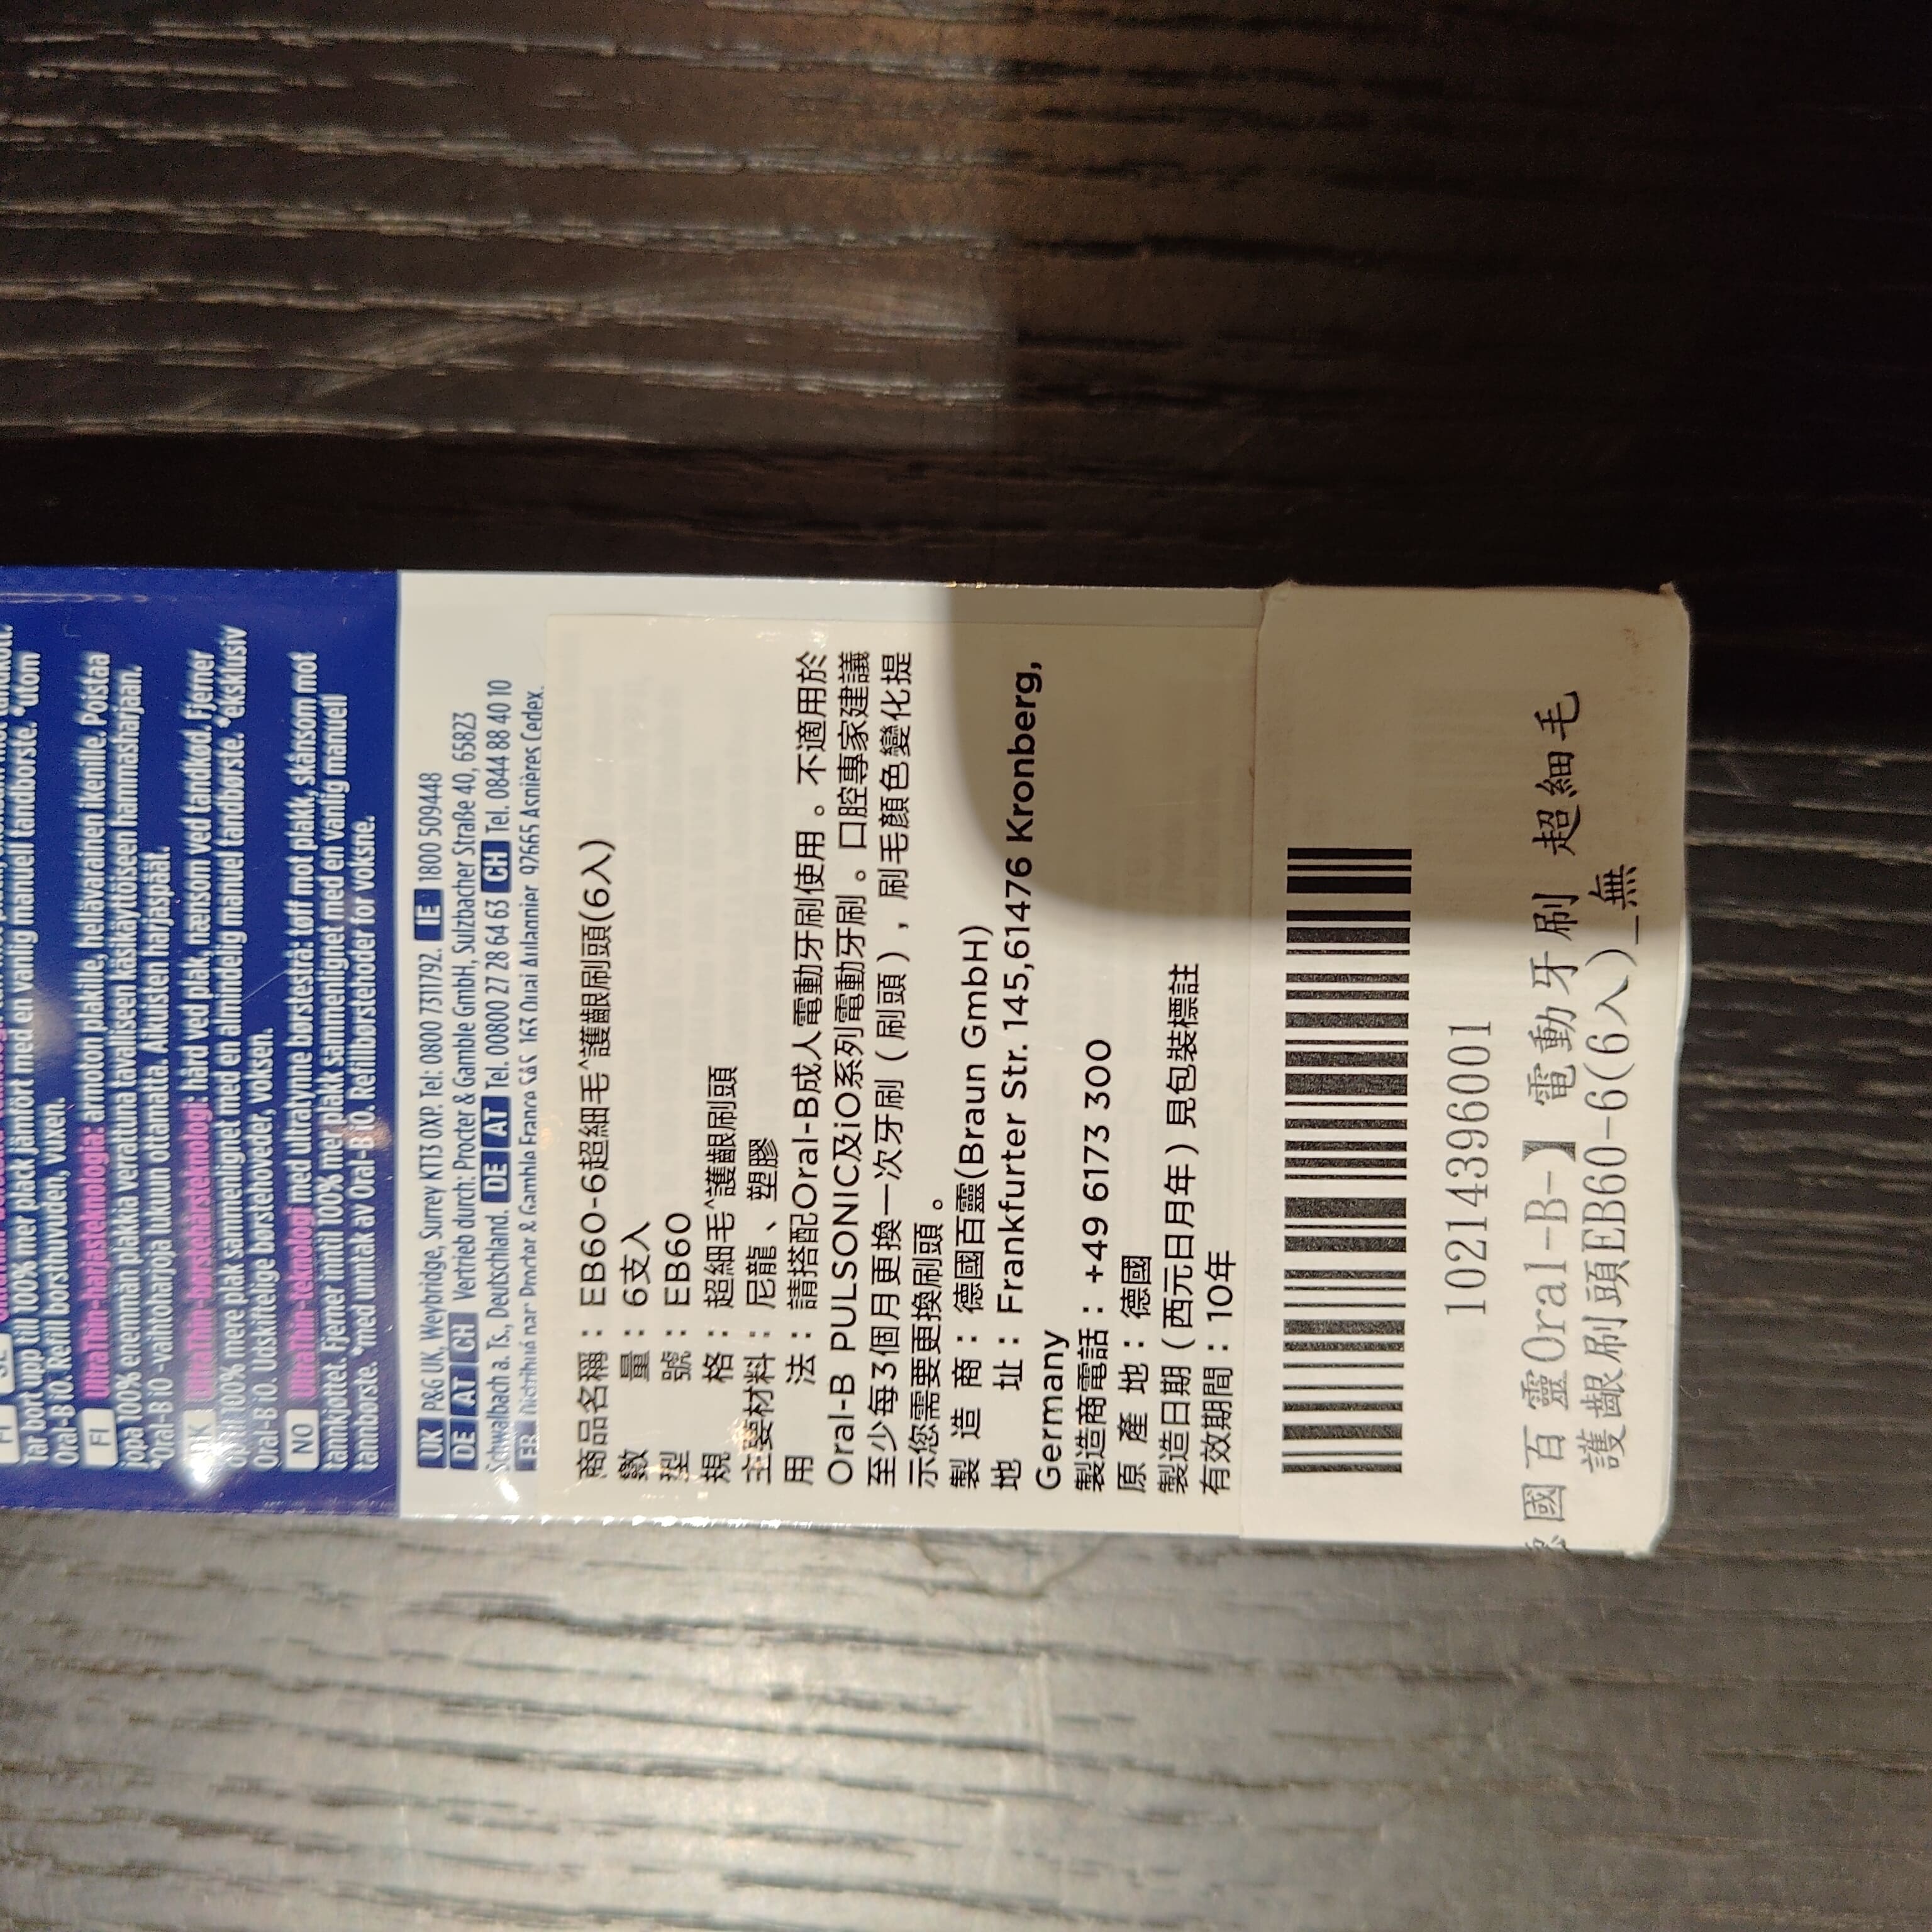 Tar bort upp till 100% mer plack jämfört med en vanlig manuell tandborste. *utom
Oral-B iO. Refill borsthuvuden, vuxen.
FI UltraThin-harjasteknologia: armoton plakille, hellävarainen ikenille. Poistaa
jopa 100% enemmän plakkia verrattuna tavalliseen käsikäyttöiseen hammasharjaan.
*Oral-B iO -vaihtoharjoja lukuun ottamatta. Aikuisten harjaspäät.
DK UltraThin-børstehårsteknologi: hård ved plak, nænsom ved tandkød. Fjerner
op til 100% mere plak sammenlignet med en almindelig manuel tandbørste. *eksklusiv
Oral-B iO. Udskiftelige børstehoveder, voksen.
NO UltraThin-teknologi med ultratynne børstestrå: tøff mot plakk, skånsom mot
tannkjøttet. Fjerner inntil 100% mer plakk sammenlignet med en vanlig manuell
tannbørste. *med unntak av Oral-B iO. Refillbørstehoder for voksne.
UK P&G UK, Weybridge, Surrey KT13 0XP. Tel: 0800 7311792. IE 1800 509448
DE AT CH Vertrieb durch: Procter & Gamble GmbH, Sulzbacher Straße 40, 65823
Schwalbach a. Ts., Deutschland. DE AT Tel. 00800 27 28 64 63 CH Tel. 0844 88 40 10
FR Distribué par: Procter & Gamble France SAS, 163 Quai Aulagnier 92665 Asnières Cedex.
商品名稱：EB60-6超細毛^護齦刷頭(6入)
數量：6支入
型號：EB60
規格：超細毛^護齦刷頭
主要材料：尼龍、塑膠
用法：請搭配Oral-B成人電動牙刷使用。不適用於
Oral-B PULSONIC及iO系列電動牙刷。口腔專家建議
至少每3個月更換一次牙刷（刷頭），刷毛顏色變化提
示您需要更換刷頭。
製造商：德國百靈(Braun GmbH)
地址：Frankfurter Str. 145,61476 Kronberg,
Germany
製造商電話：+49 6173 300
原產地：德國
製造日期（西元日月年）見包裝標註
有效期間：10年
10214396001
國百靈Oral-B-】電動牙刷 超細毛
護齦刷頭EB60-6(6入)_無